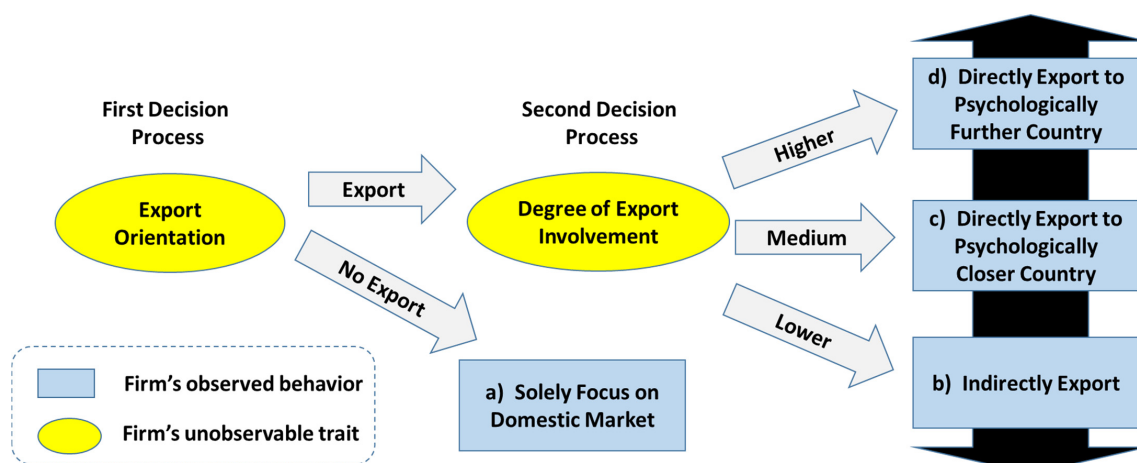 First Decision
Process
Export
Orientation
Export
No Export
a) Solely Focus on
Domestic Market
Second Decision
Process
Degree of Export
Involvement
Higher
Medium
Lower
d) Directly Export to
Psychologically
Further Country
c) Directly Export to
Psychologically
Closer Country
b) Indirectly Export
Firm's observed behavior
Firm's unobservable trait